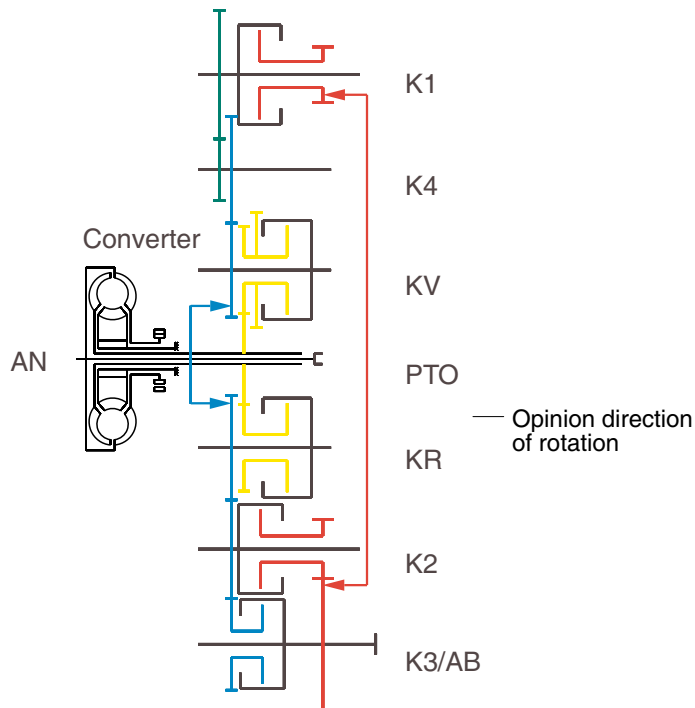 K1
K4
Converter
KV
AN
PTO
Opinion direction
of rotation
KR
K2
K3/AB